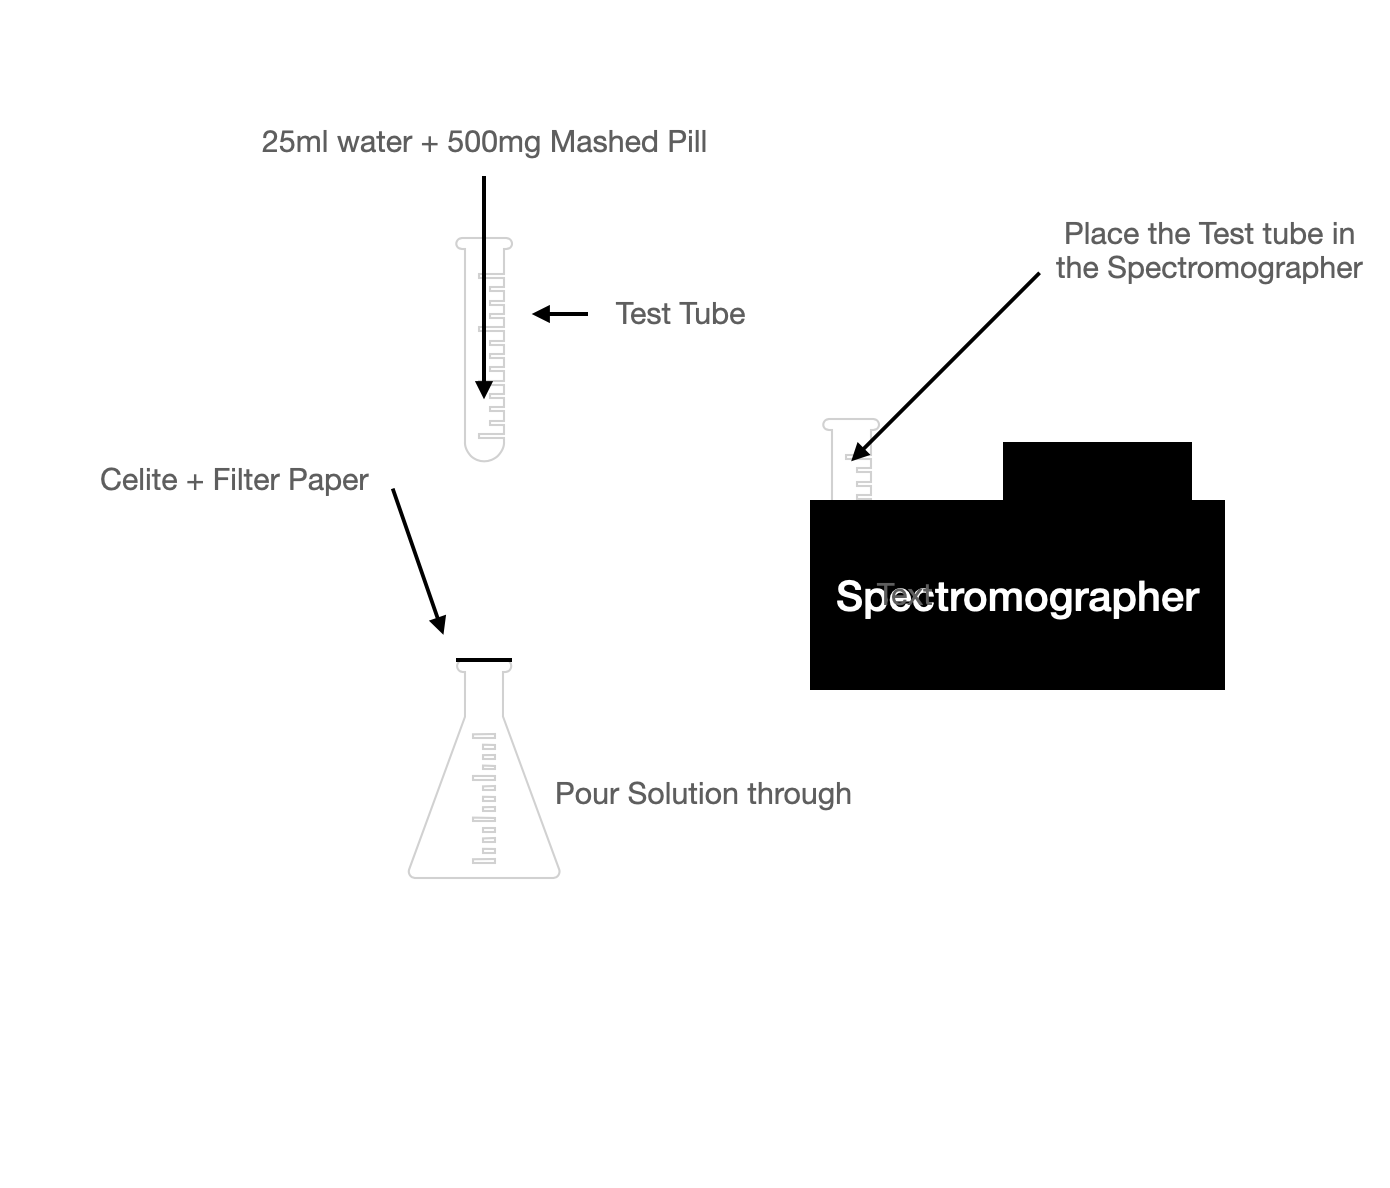 25ml water + 500mg Mashed Pill
Place the Test tube in
the Spectromographer
Test Tube
Celite + Filter Paper
Spectromographer
Text
Pour Solution through